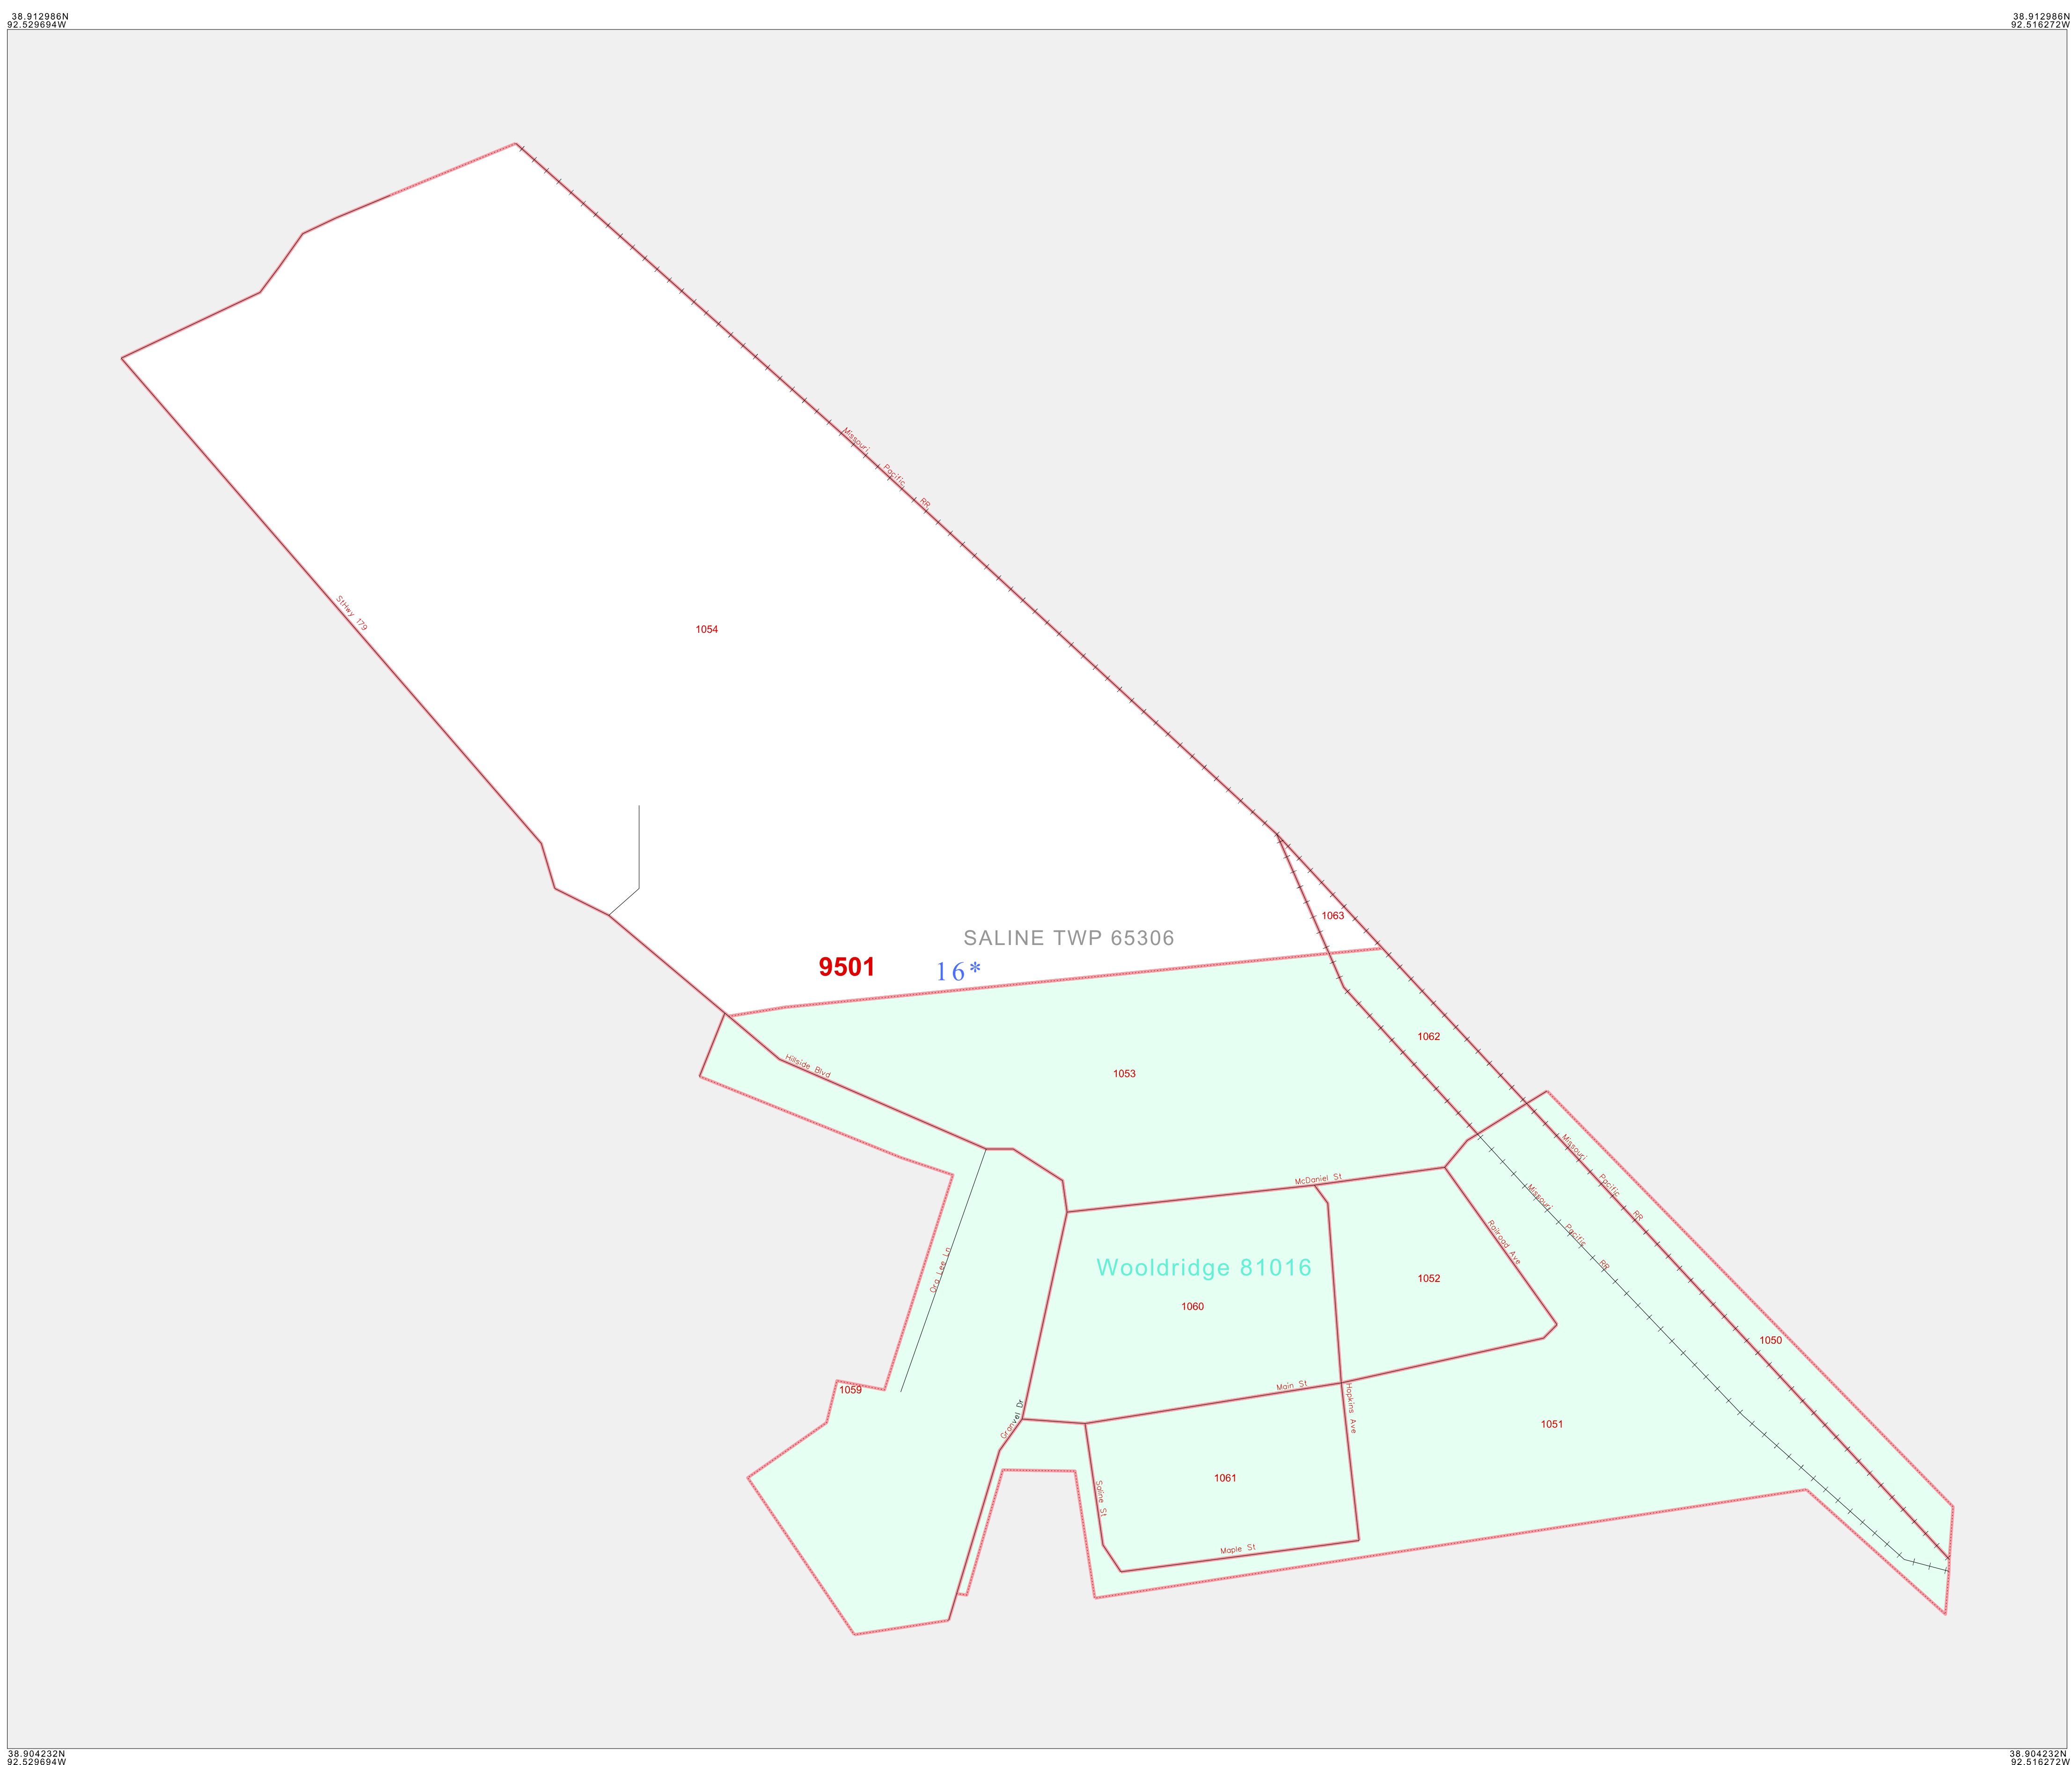 38.912986N
92.529694W
38.912986N
92.516272W
Missouri Pacific RR
StHwy 179
1054
1063
SALINE TWP 65306
9501
16*
1062
Hillside Blvd
1053
Missouri Pacific RR
McDaniel St
Missouri Pacific RR
Railroad Ave
Ora Lee Ln
Wooldridge 81016
1052
1060
1050
1059
Main St
Hopkins Ave
Granvel Dr
1051
1061
Saline St
Maple St
38.904232N
92.529694W
38.904232N
92.516272W